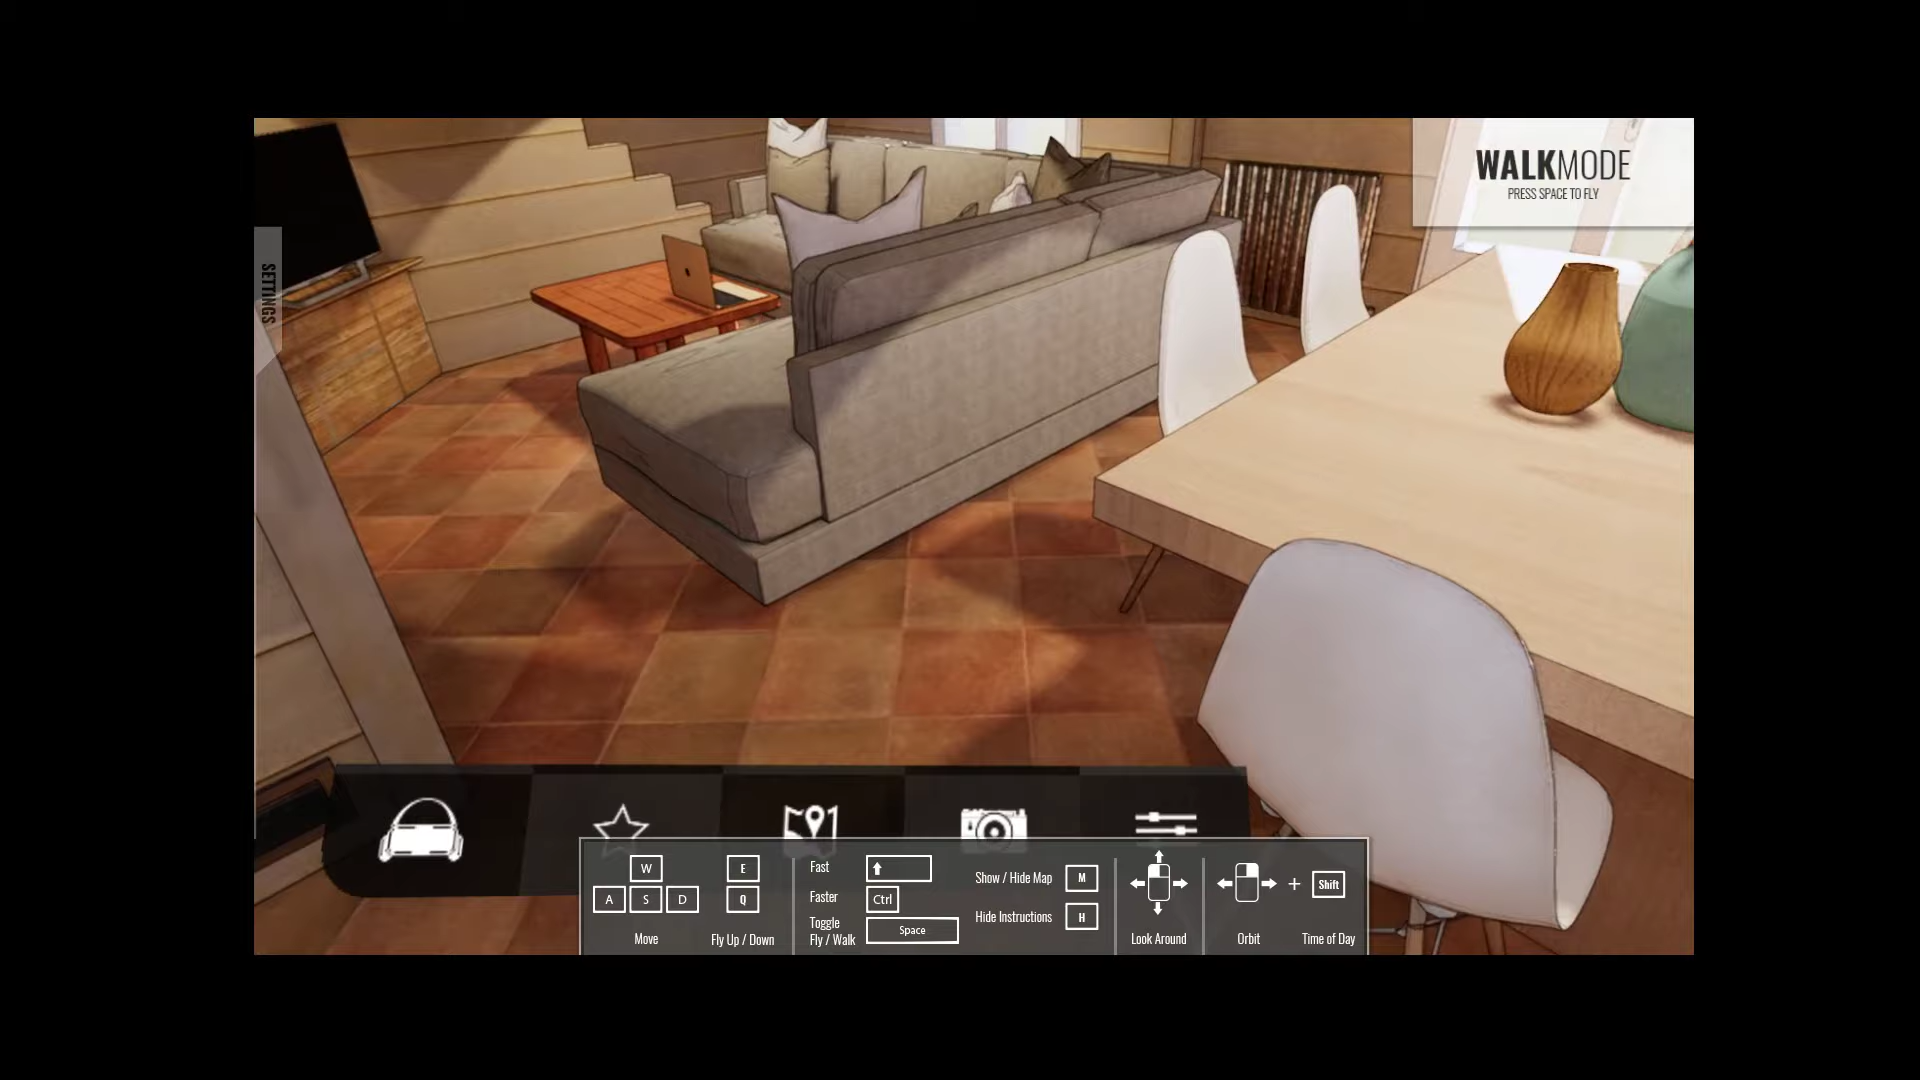 WALKMODE
PRESS SPACE TO FLY
SETTINGS
W
E
A S D
Q
Move
Fly Up / Down
Fast
Faster
Ctrl
Toggle
Fly / Walk
Space
Show / Hide Map
M
Hide Instructions
H
Look Around
Orbit
+ Shift
Time of Day